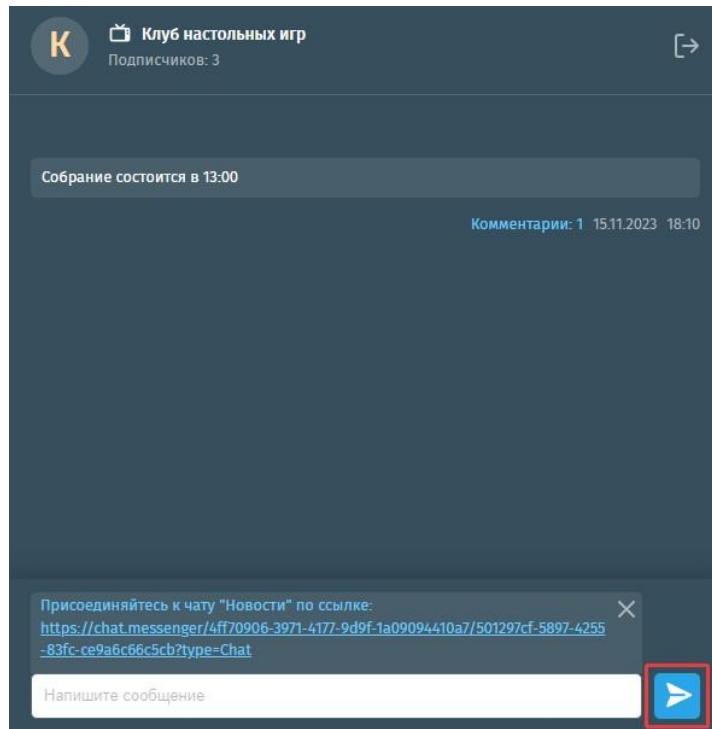 К
Клуб настольных игр
Подписчиков: 3
Собрание состоится в 13:00
Комментарии: 1 15.11.2023 18:10
Присоединяйтесь к чату "Новости" по ссылке:
https://chat.messenger/4ff70906-3971-4177-9d9f-1a09094410a7/501297cf-5897-4255
-83fc-ce9a6c66c5cb?type=Chat
Напишите сообщение